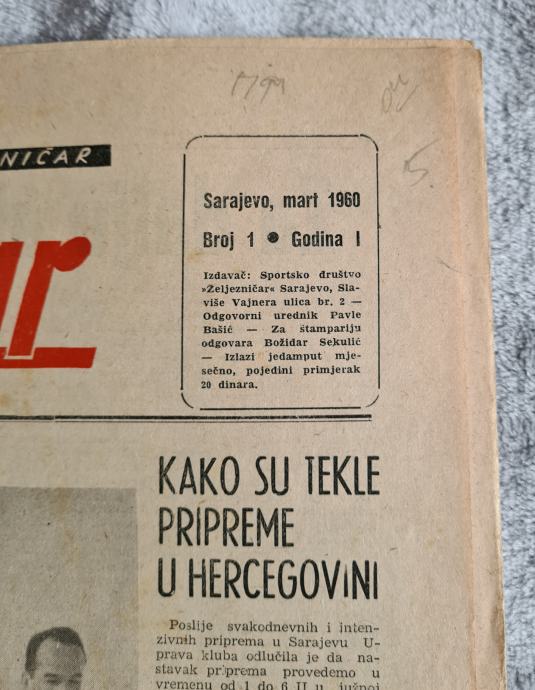 NIČAR
ar
Sarajevo, mart 1960
Broj 1 ● Godina I
Izdavač: Sportsko društvo
»Željezničar« Sarajevo, Sla-
više Vajnera ulica br. 2 —
Odgovorni urednik Pavle
Bašić — Za štampariju
odgovara Božidar Sekulić
— Izlazi jedamput mje-
sečno, pojedini primjerak
20 dinara.
KAKO SU TEKLE
PRIPREME
U HERCEGOVINI
Poslije svakodnevnih i inten-
zivnih priprema u Sarajevu U-
prava kluba odlučila je da na-
stavak priprema provedemo u
vremenu od 1 do 6 II u južnoj